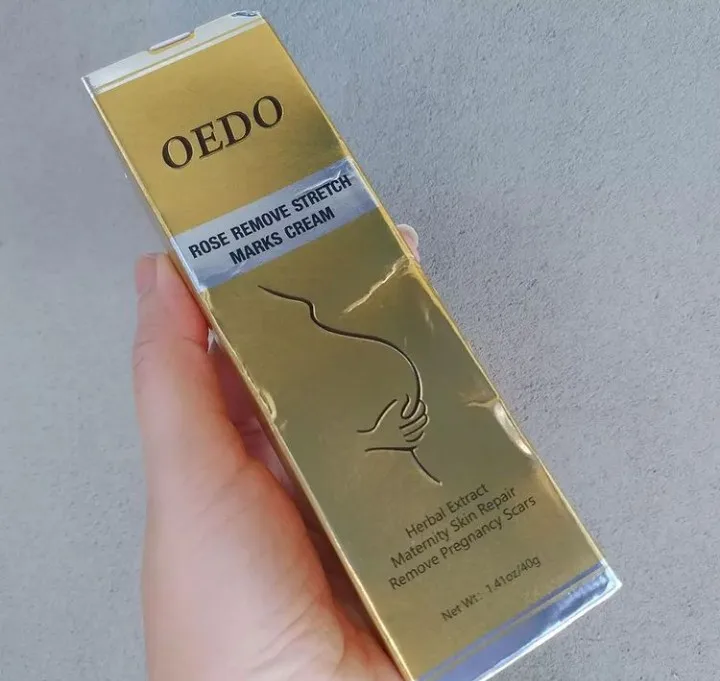 OEDO
ROSE REMOVE STRETCH
MARKS CREAM
Herbal Extract
Maternity Skin Repair
Remove Pregnancy Scars
Net Wt: 1.41oz/40g